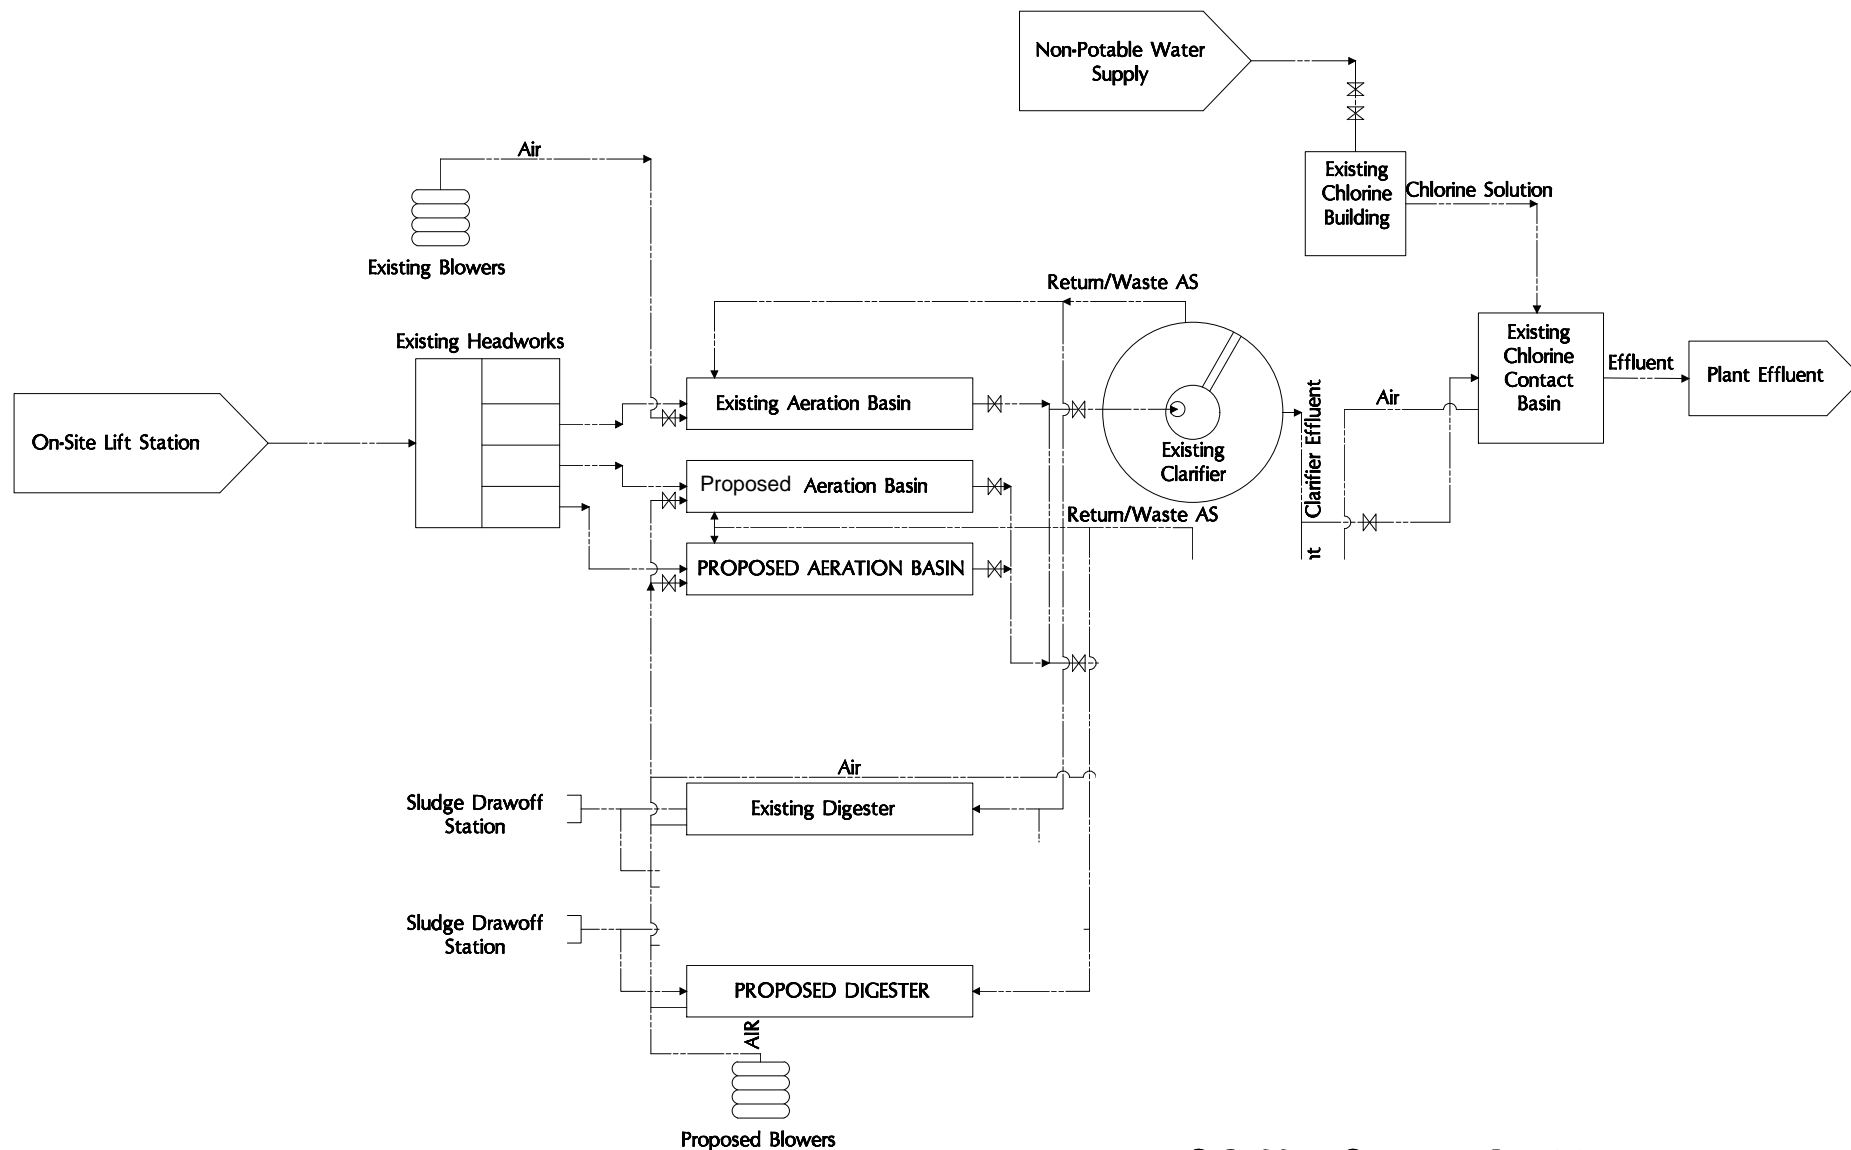 Non-Potable Water
Supply
Air
Existing
Chlorine
Building
Chlorine Solution
Existing Blowers
Return/Waste AS
Existing Headworks
Existing
Chlorine
Contact
Basin
Effluent
Plant Effluent
Air
Clarifier Effluent
Existing Aeration Basin
On-Site Lift Station
Existing
Clarifier
Proposed Aeration Basin
Return/Waste AS
nt
PROPOSED AERATION BASIN
Air
Sludge Drawoff
Station
Existing Digester
Sludge Drawoff
Station
PROPOSED DIGESTER
AIR
Proposed Blowers